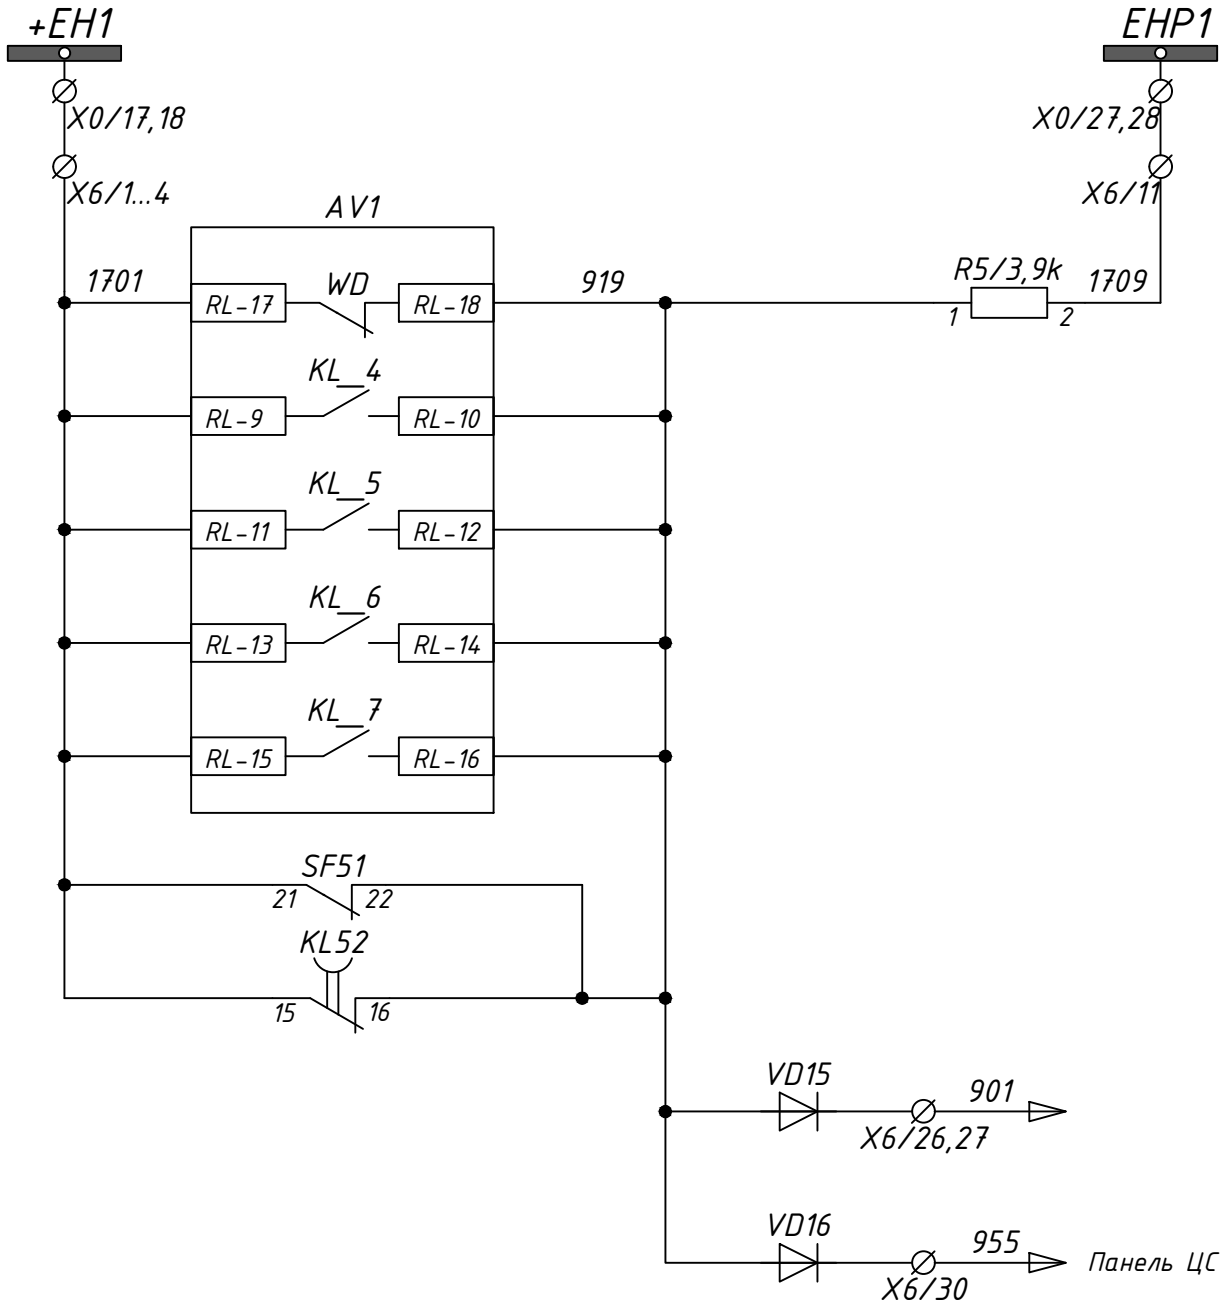 +EH1
EHP1
X0/17,18
X0/27,28
X6/1...4
X6/11
AV1
1701
RL-17
WD
RL-18
919
R5/3,9k
1
2
1709
KL_4
RL-9
RL-10
KL_5
RL-11
RL-12
KL_6
RL-13
RL-14
KL_7
RL-15
RL-16
SF51
21
22
KL52
15
16
VD15
901
X6/26,27
VD16
955
X6/30
Панель ЦС